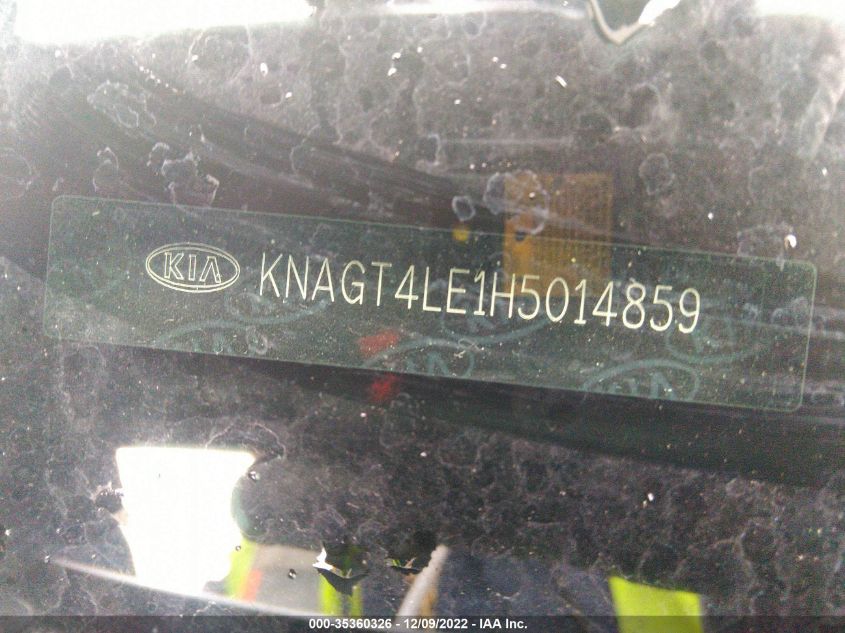 KIA KNAGT4LE1H5014859
000-35360326 - 12/09/2022 - IAA Inc.